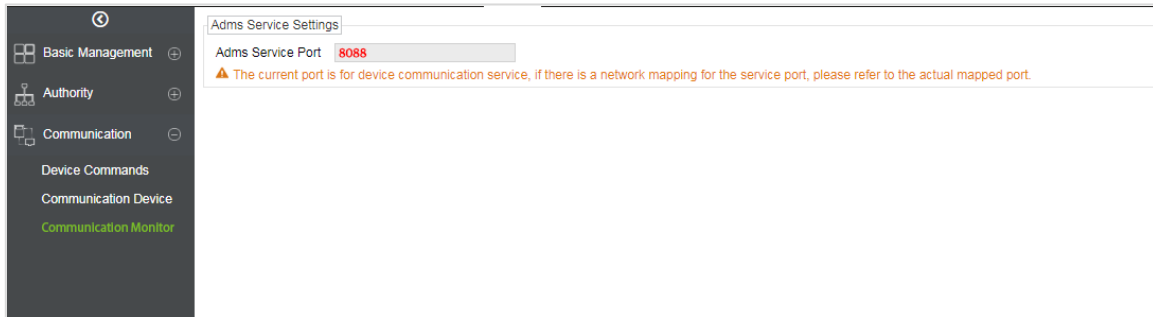 Adms Service Settings
Basic Management
Adms Service Port 8088
The current port is for device communication service, if there is a network mapping for the service port, please refer to the actual mapped port.
Authority
Communication
Device Commands
Communication Device
Communication Monitor